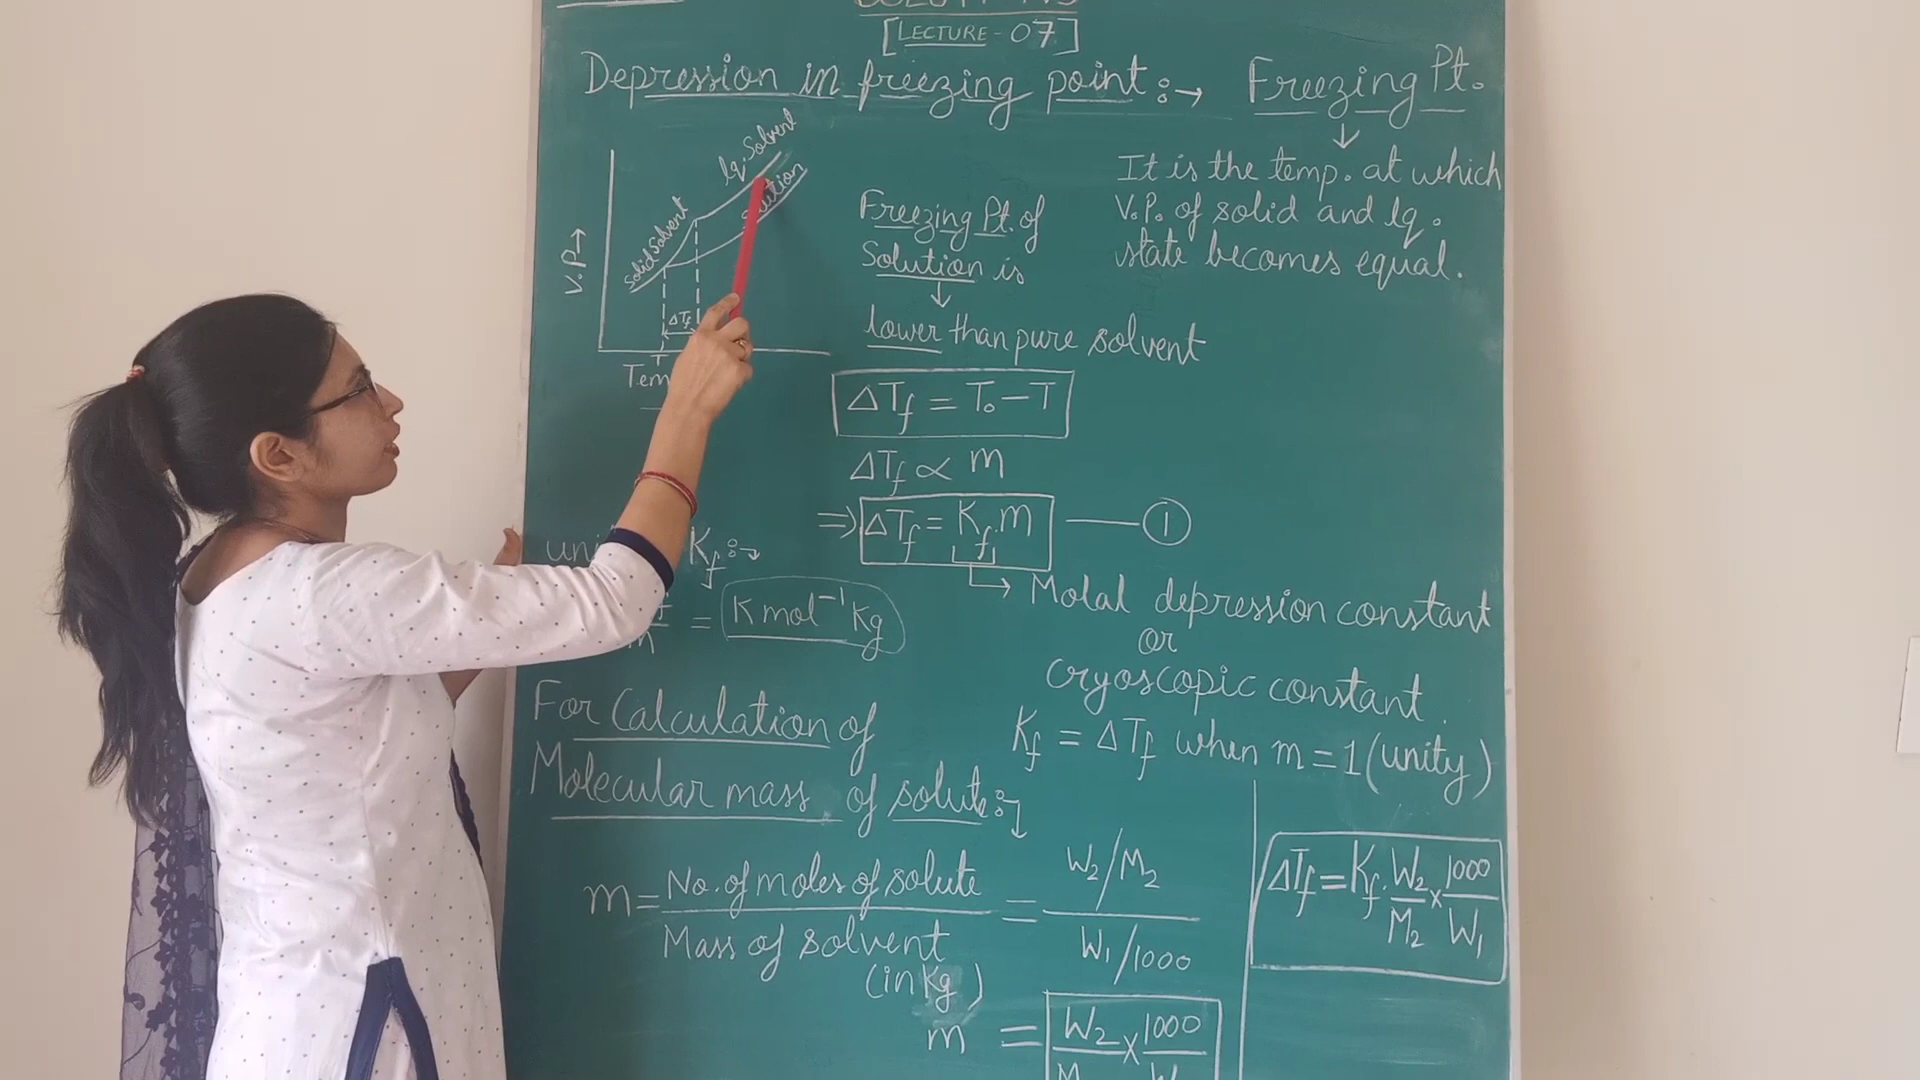 [LECTURE - 07]
Depression in freezing point :→ Freezing Pt.
↓
It is the temp. at which
V.P. of solid and lq.
state becomes equal.
lq. Solvent
Solid Solvent
V.P. →
ΔTf
T
Freezing Pt. of
Solution is
↓
lower than pure solvent
ΔTf = T₀ - T
ΔTf ∝ m
⇒ ΔTf = Kf.m —— ①
→ Molal depression constant
or
cryoscopic constant.
Kf = ΔTf when m = 1 (unity)
Kf :→
= K mol⁻¹ kg
For Calculation of
Molecular mass of solute :⇁
m = No. of moles of solute / Mass of solvent (in kg) = W₂/M₂ / W₁/1000
m = W₂ × 1000
ΔTf = Kf . W₂/M₂ × 1000/W₁